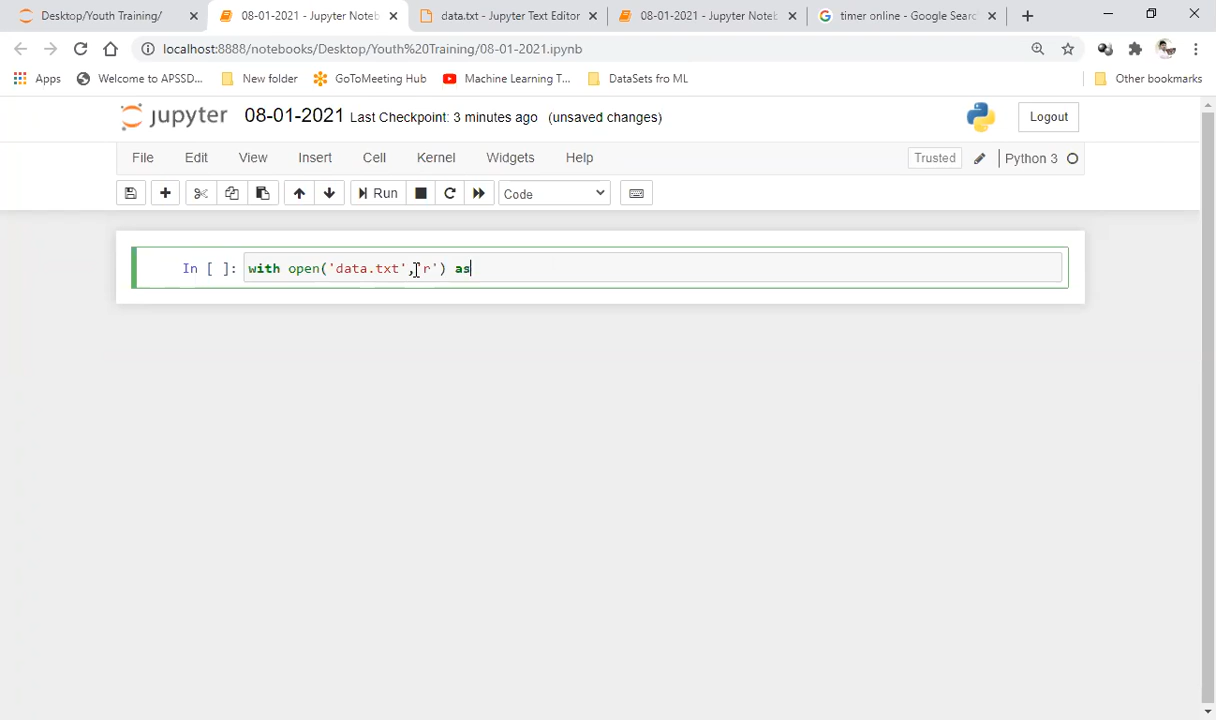 Desktop/Youth Training/
08-01-2021 - Jupyter Noteb
data.txt - Jupyter Text Editor
08-01-2021 - Jupyter Noteb
timer online - Google Searc
localhost:8888/notebooks/Desktop/Youth%20Training/08-01-2021.ipynb
Apps
Welcome to APSSD...
New folder
GoToMeeting Hub
Machine Learning T...
DataSets fro ML
Other bookmarks
jupyter 08-01-2021 Last Checkpoint: 3 minutes ago (unsaved changes)
Logout
File Edit View Insert Cell Kernel Widgets Help
Trusted
Python 3
Run
Code
In [ ]: with open('data.txt','r') as